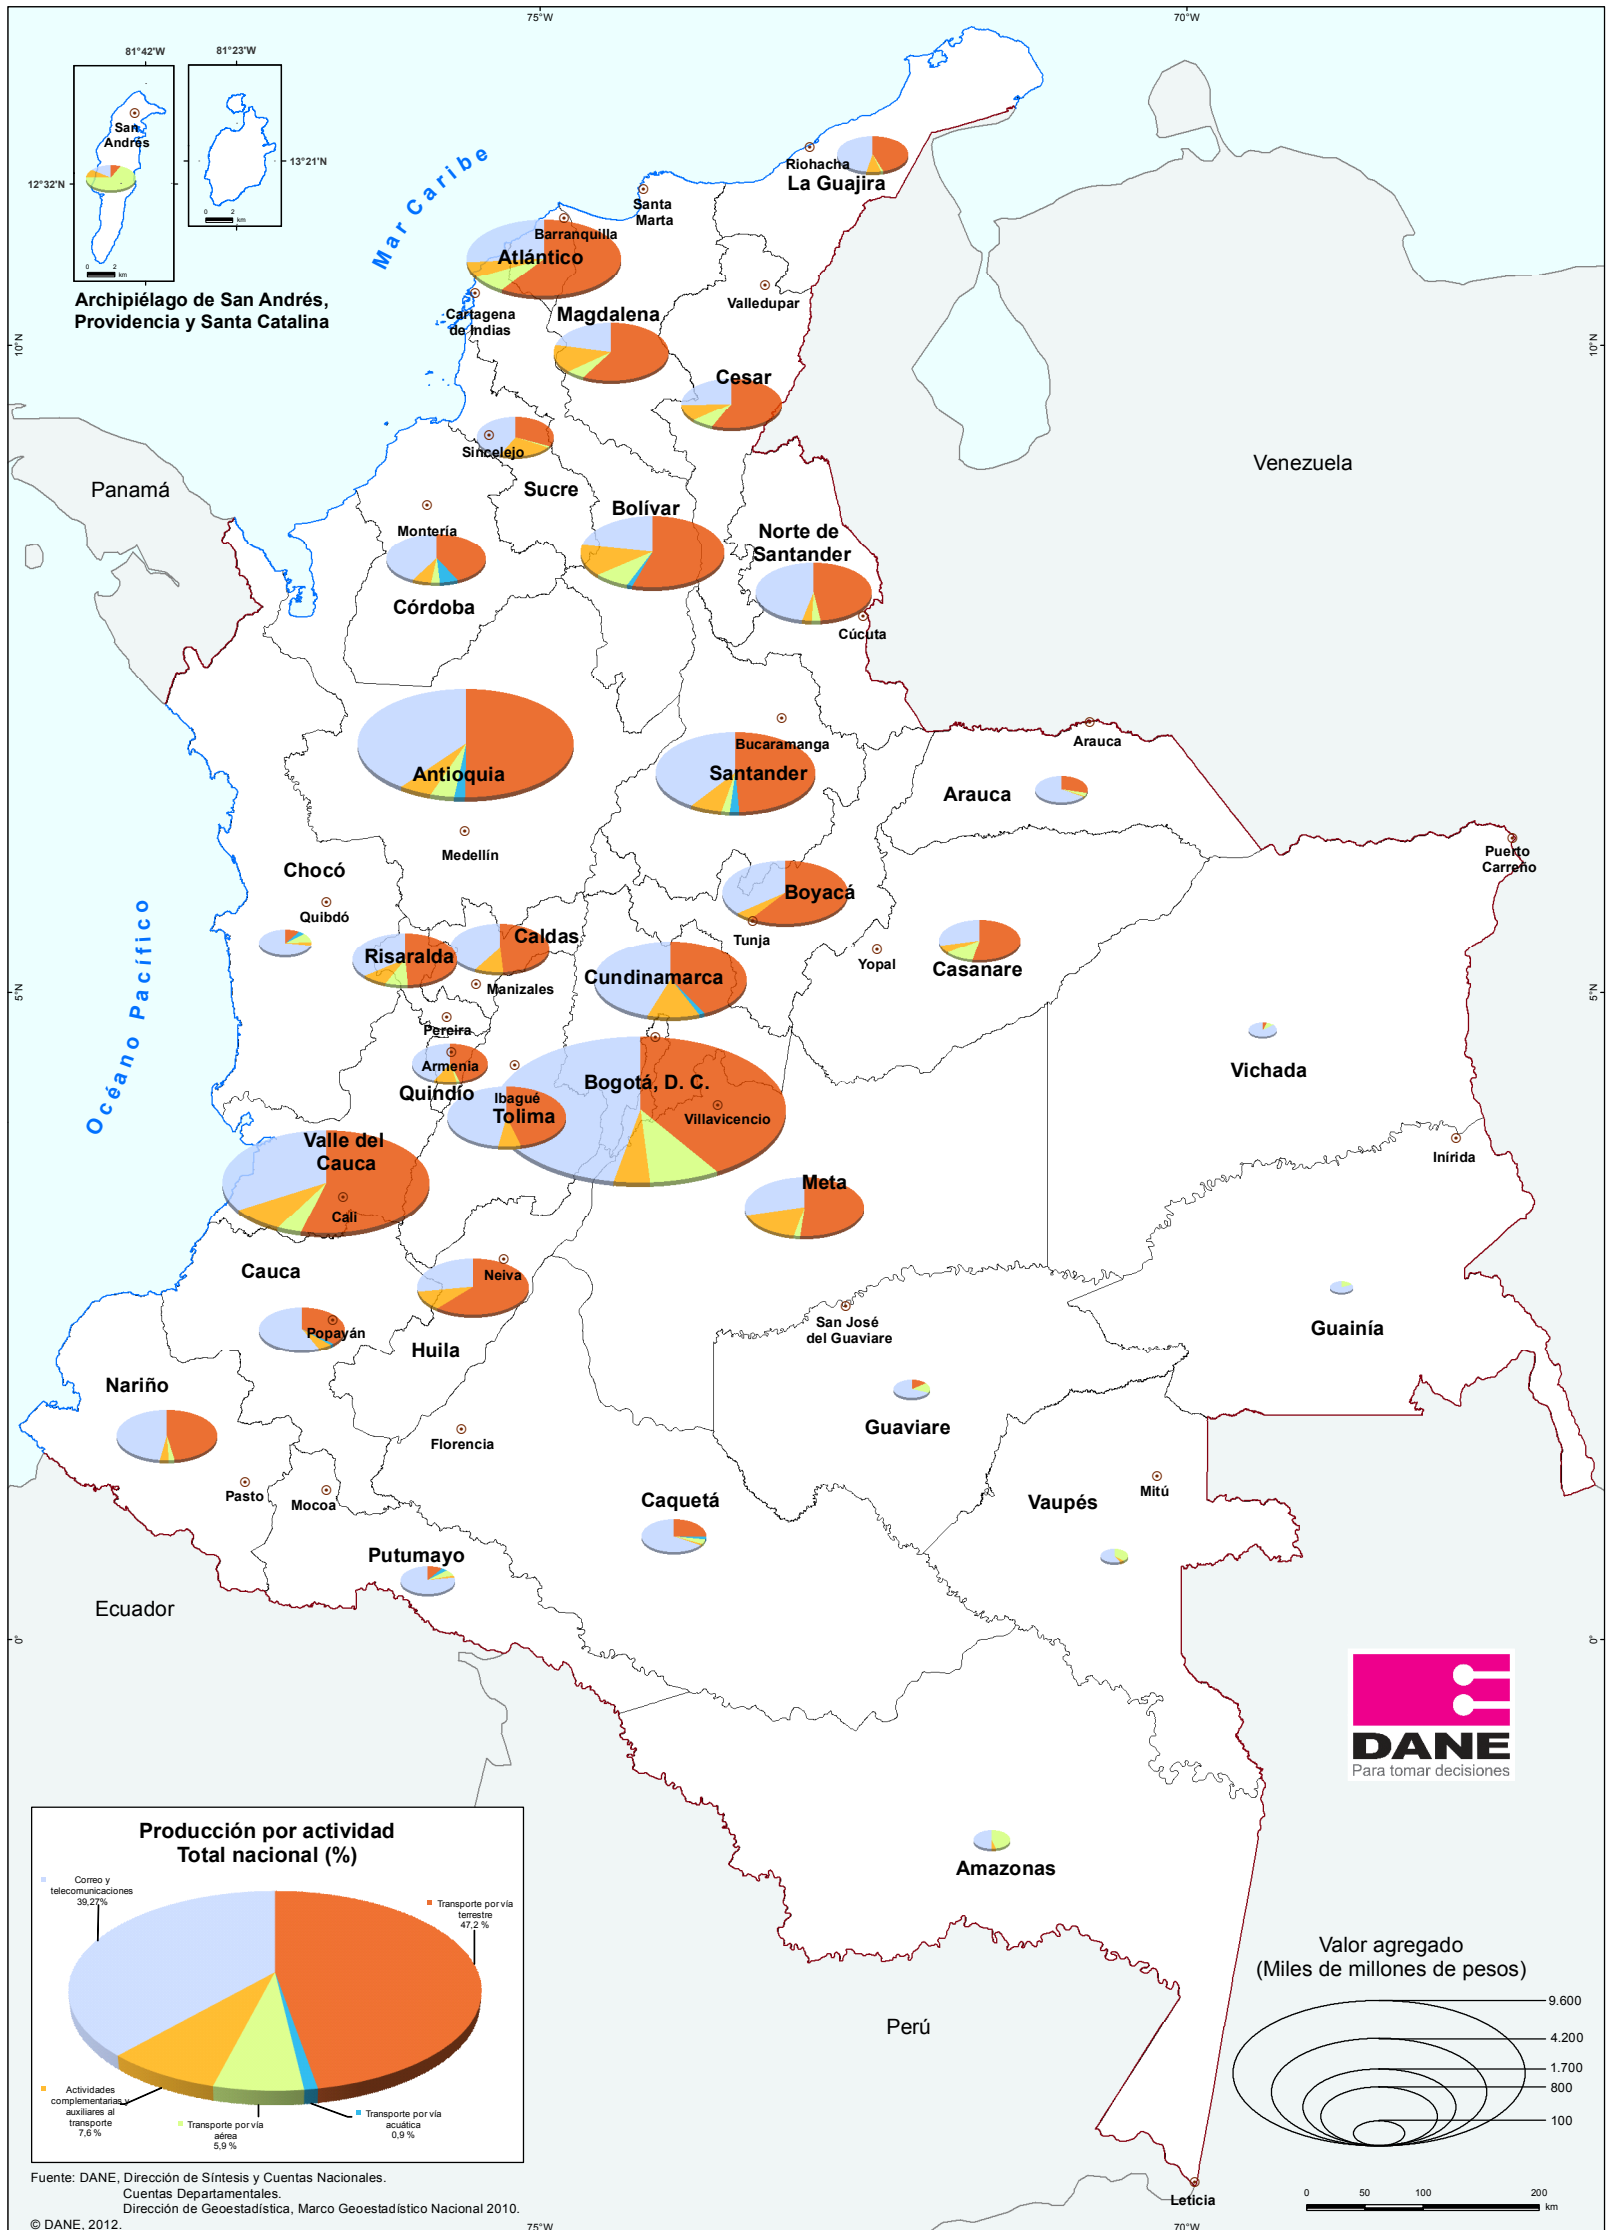 75°W
70°W
81°42'W
81°23'W
San
Andrés
13°21'N
12°32'N
0
2
km
0
2
km
Archipiélago de San Andrés,
Providencia y Santa Catalina
Mar Caribe
Riohacha
La Guajira
Santa
Marta
Barranquilla
Atlántico
Cartagena
de Indias
Magdalena
Valledupar
10°N
10°N
Cesar
Sincelejo
Venezuela
Panamá
Sucre
Bolívar
Montería
Norte de
Santander
Córdoba
Cúcuta
Bucaramanga
Arauca
Antioquia
Santander
Arauca
Medellín
Puerto
Carreño
Chocó
Boyacá
Quibdó
Tunja
Caldas
Risaralda
Yopal
Casanare
Cundinamarca
Manizales
5°N
5°N
Océano Pacífico
Pereira
Armenia
Vichada
Quindío
Bogotá, D. C.
Ibagué
Tolima
Villavicencio
Valle del
Cauca
Inírida
Meta
Cali
Cauca
Neiva
San José
del Guaviare
Guainía
Popayán
Huila
Nariño
Guaviare
Florencia
Pasto
Mocoa
Caquetá
Vaupés
Mitú
Putumayo
Ecuador
0°
0°
DANE
Para tomar decisiones
Amazonas
Perú
Leticia
Producción por actividad
Total nacional (%)
Correo y
telecomunicaciones
39,27%
Transporte por vía
terrestre
47,2 %
Actividades
complementarias y
auxiliares al
transporte
7,6 %
Transporte por vía
aérea
5,9 %
Transporte por vía
acuática
0,9 %
Valor agregado
(Miles de millones de pesos)
9.600
4.200
1.700
800
100
0
50
100
200
km
Fuente: DANE, Dirección de Síntesis y Cuentas Nacionales.
Cuentas Departamentales.
Dirección de Geoestadística, Marco Geoestadístico Nacional 2010.
© DANE, 2012.
75°W
70°W